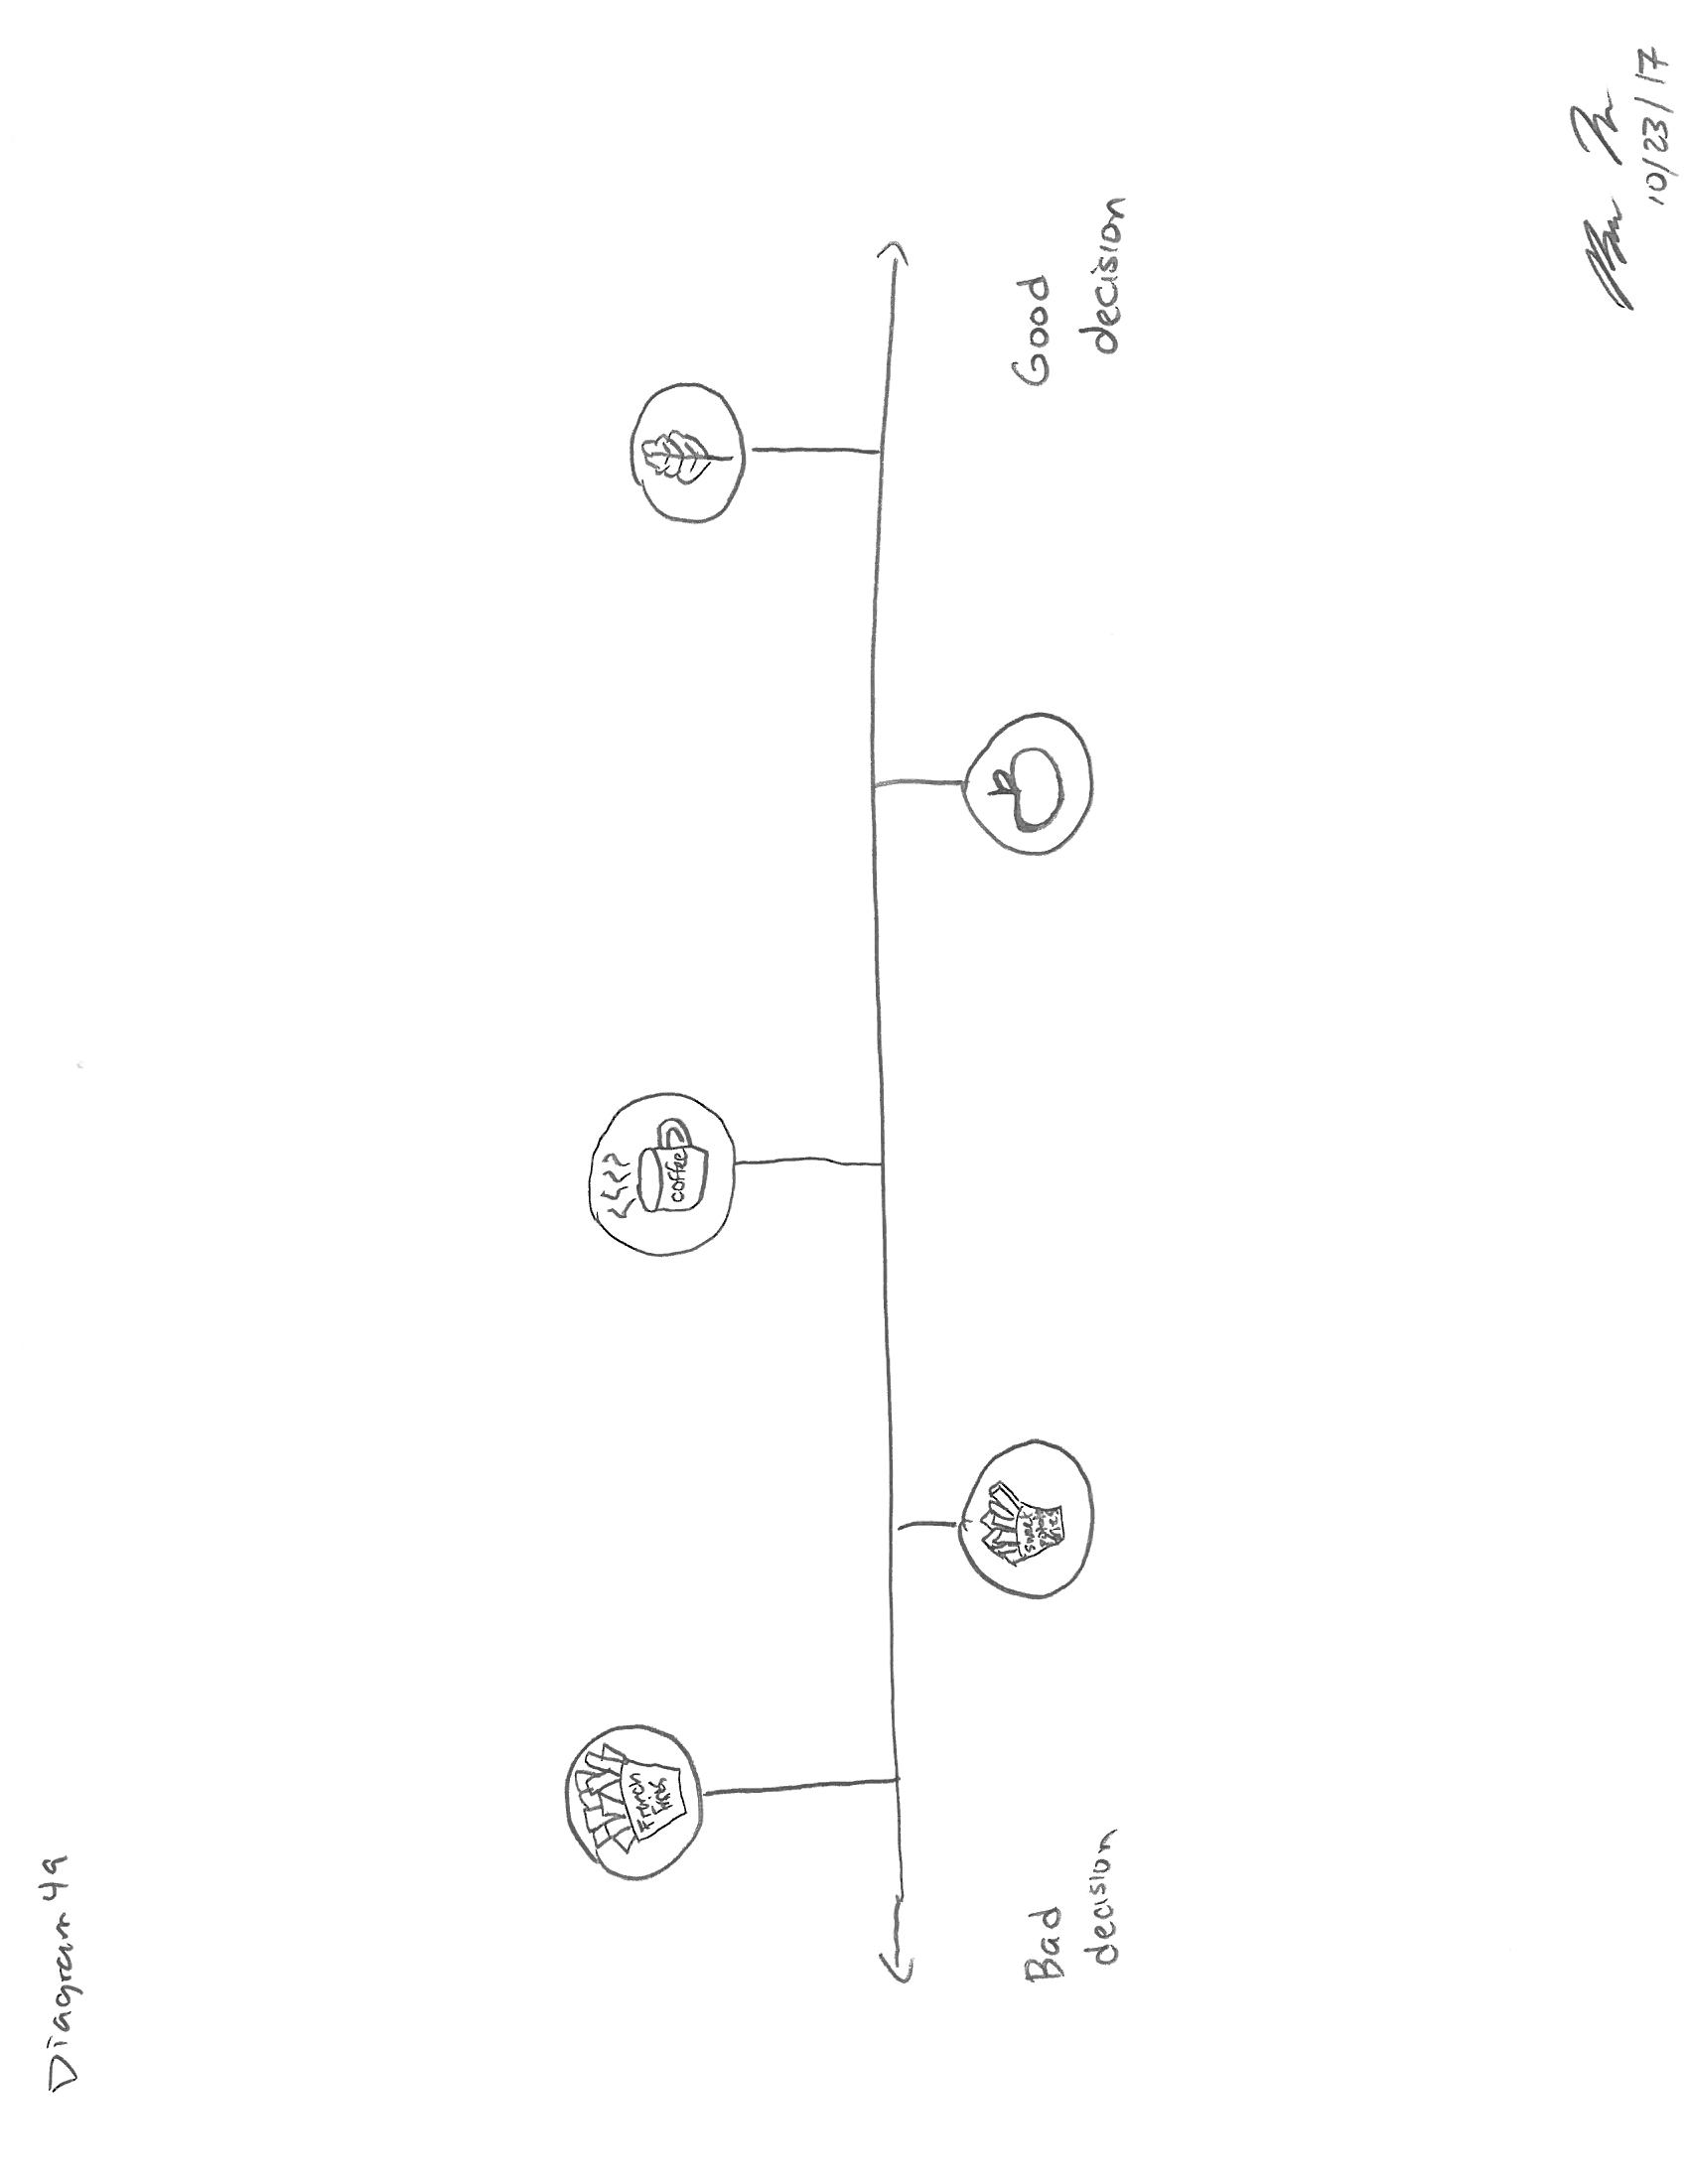 Diagram 4a
French
fries
coffee
sweet
potato
fries
Bad
decision
Good
decision
10/23/17